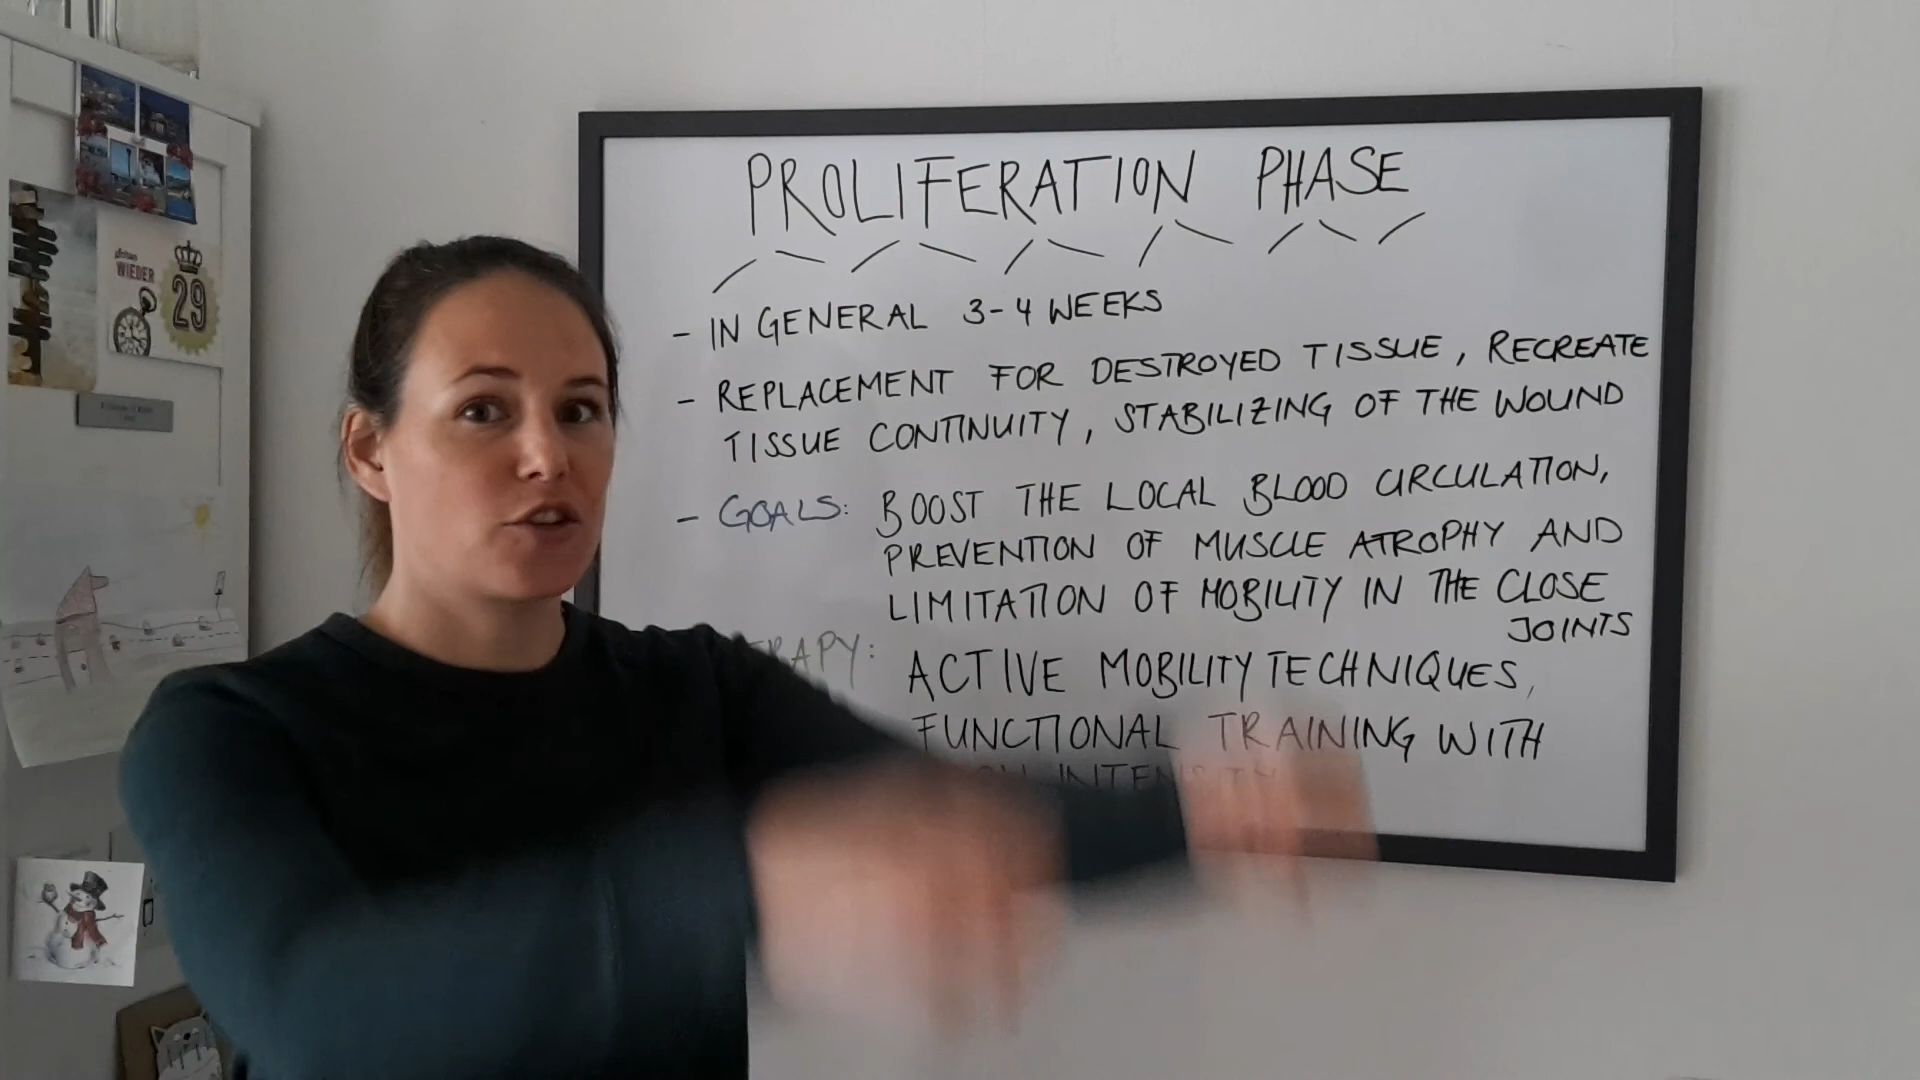 PROLIFERATION PHASE
- IN GENERAL 3-4 WEEKS
- REPLACEMENT FOR DESTROYED TISSUE, RECREATE
TISSUE CONTINUITY, STABILIZING OF THE WOUND
- GOALS: BOOST THE LOCAL BLOOD CIRCULATION,
PREVENTION OF MUSCLE ATROPHY AND
LIMITATION OF MOBILITY IN THE CLOSE
JOINTS
ACTIVE MOBILITY TECHNIQUES,
FUNCTIONAL TRAINING WITH
INTENSITY
WIEDER
29